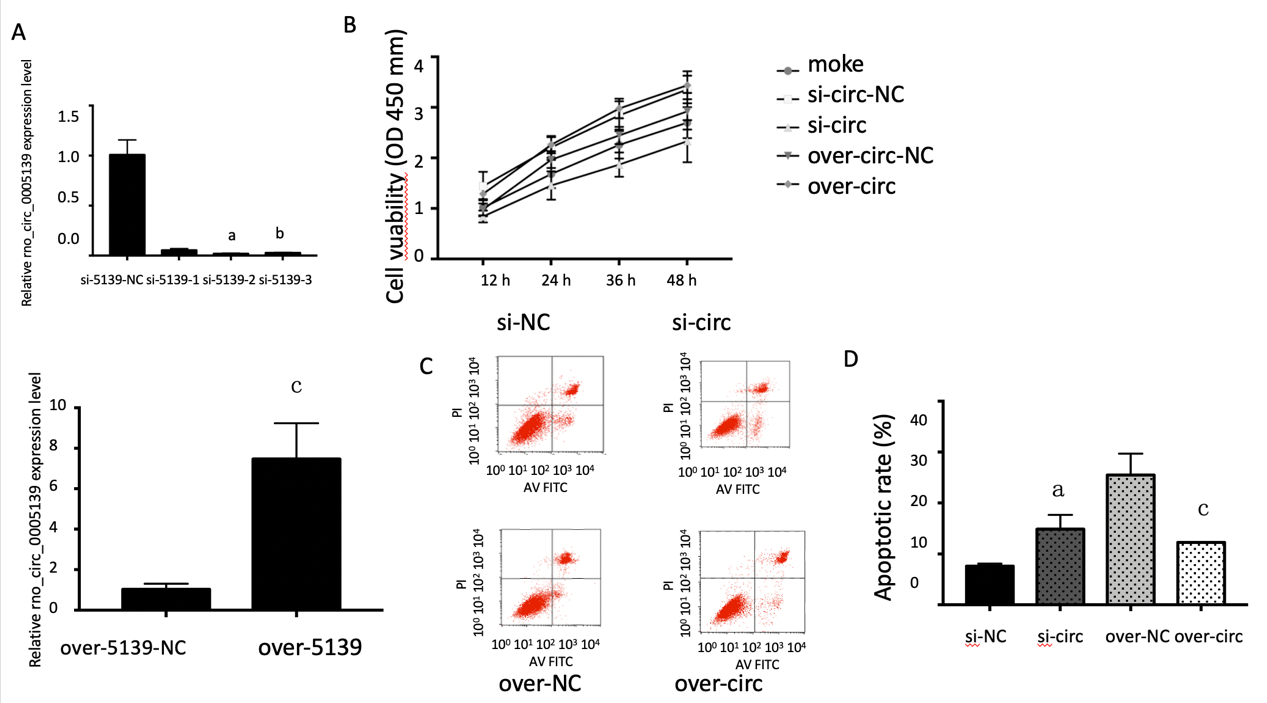 A
Relative rno_circ_0005139 expression level
1.5
1.0
0.5
0.0
a
b
si-5139-NC si-5139-1 si-5139-2 si-5139-3
Relative rno_circ_0005139 expression level
10
8
6
4
2
0
c
over-5139-NC
over-5139
B
Cell vuability (OD 450 mm)
4
3
2
1
0
12 h
24 h
36 h
48 h
moke
si-circ-NC
si-circ
over-circ-NC
over-circ
C
si-NC
si-circ
PI
10⁰ 10¹ 10² 10³ 10⁴
10⁰ 10¹ 10² 10³ 10⁴
AV FITC
PI
10⁰ 10¹ 10² 10³ 10⁴
10⁰ 10¹ 10² 10³ 10⁴
AV FITC
PI
10⁰ 10¹ 10² 10³ 10⁴
10⁰ 10¹ 10² 10³ 10⁴
AV FITC
PI
10⁰ 10¹ 10² 10³ 10⁴
10⁰ 10¹ 10² 10³ 10⁴
AV FITC
over-NC
over-circ
D
Apoptotic rate (%)
40
30
20
10
0
a
c
si-NC
si-circ
over-NC over-circ